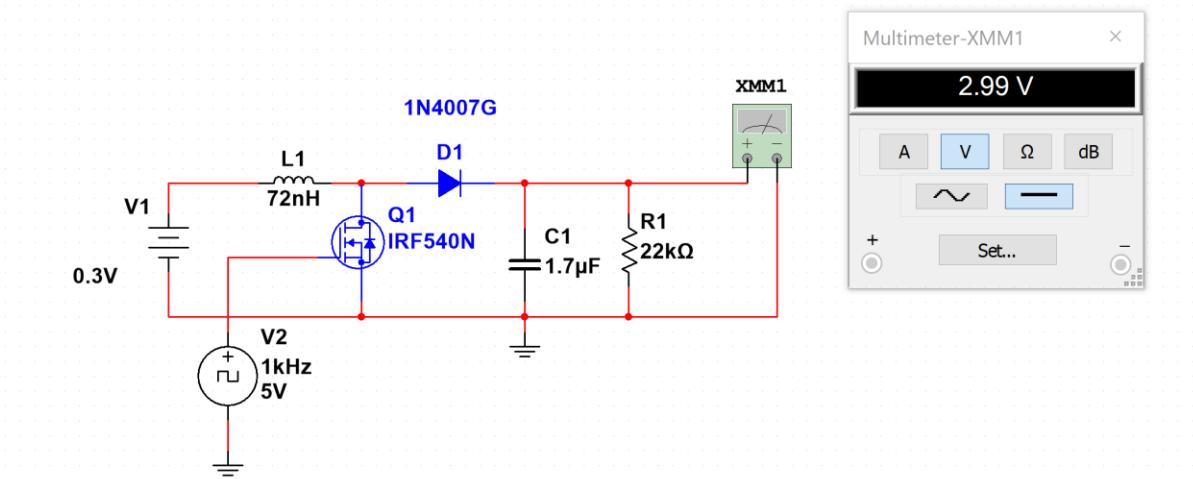 Multimeter-XMM1 ×
2.99 V
XMM1
1N4007G
D1
L1
72nH
V1
0.3V
Q1
IRF540N
C1
1.7µF
R1
22kΩ
V2
1kHz
5V
A V Ω dB
Set...
+ −